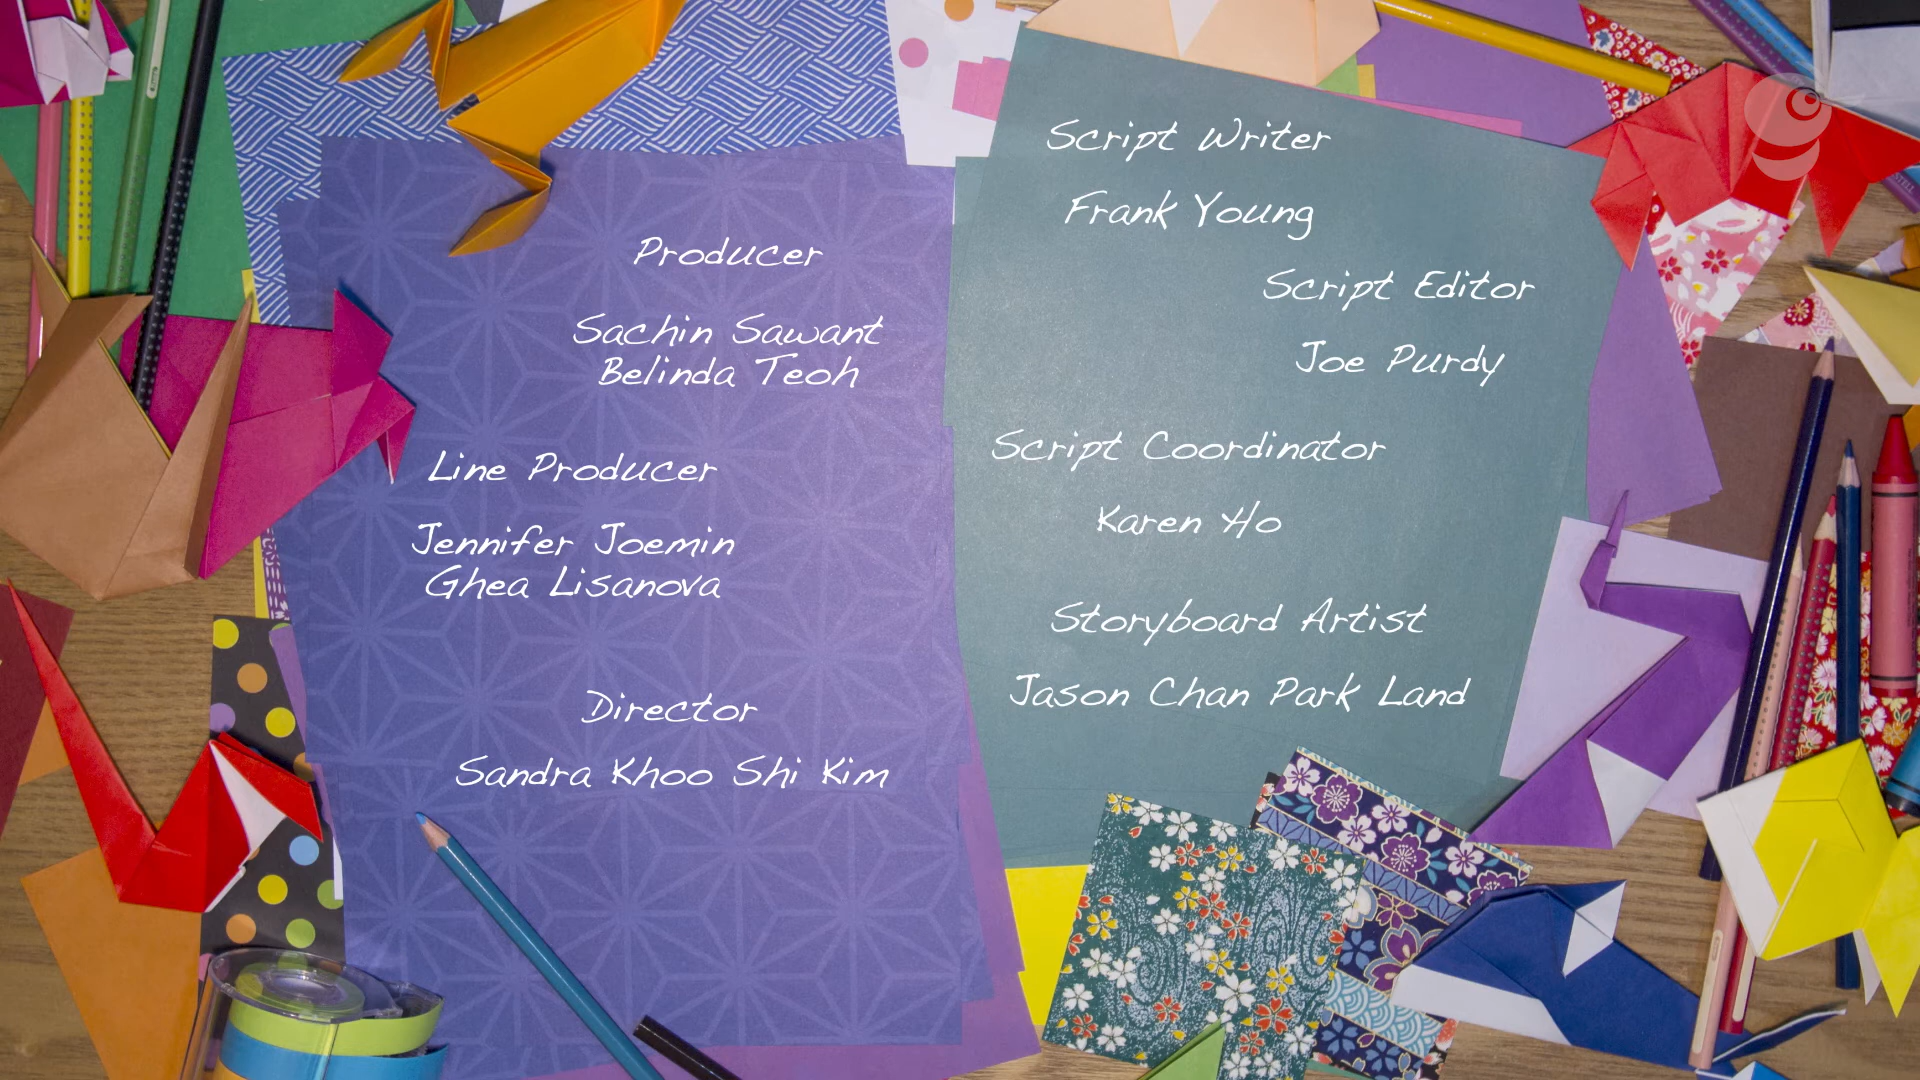 Producer
Sachin Sawant
Belinda Teoh
Line Producer
Jennifer Joemin
Ghea Lisanova
Director
Sandra Khoo Shi Kim
Script Writer
Frank Young
Script Editor
Joe Purdy
Script Coordinator
Karen Ho
Storyboard Artist
Jason Chan Park Land